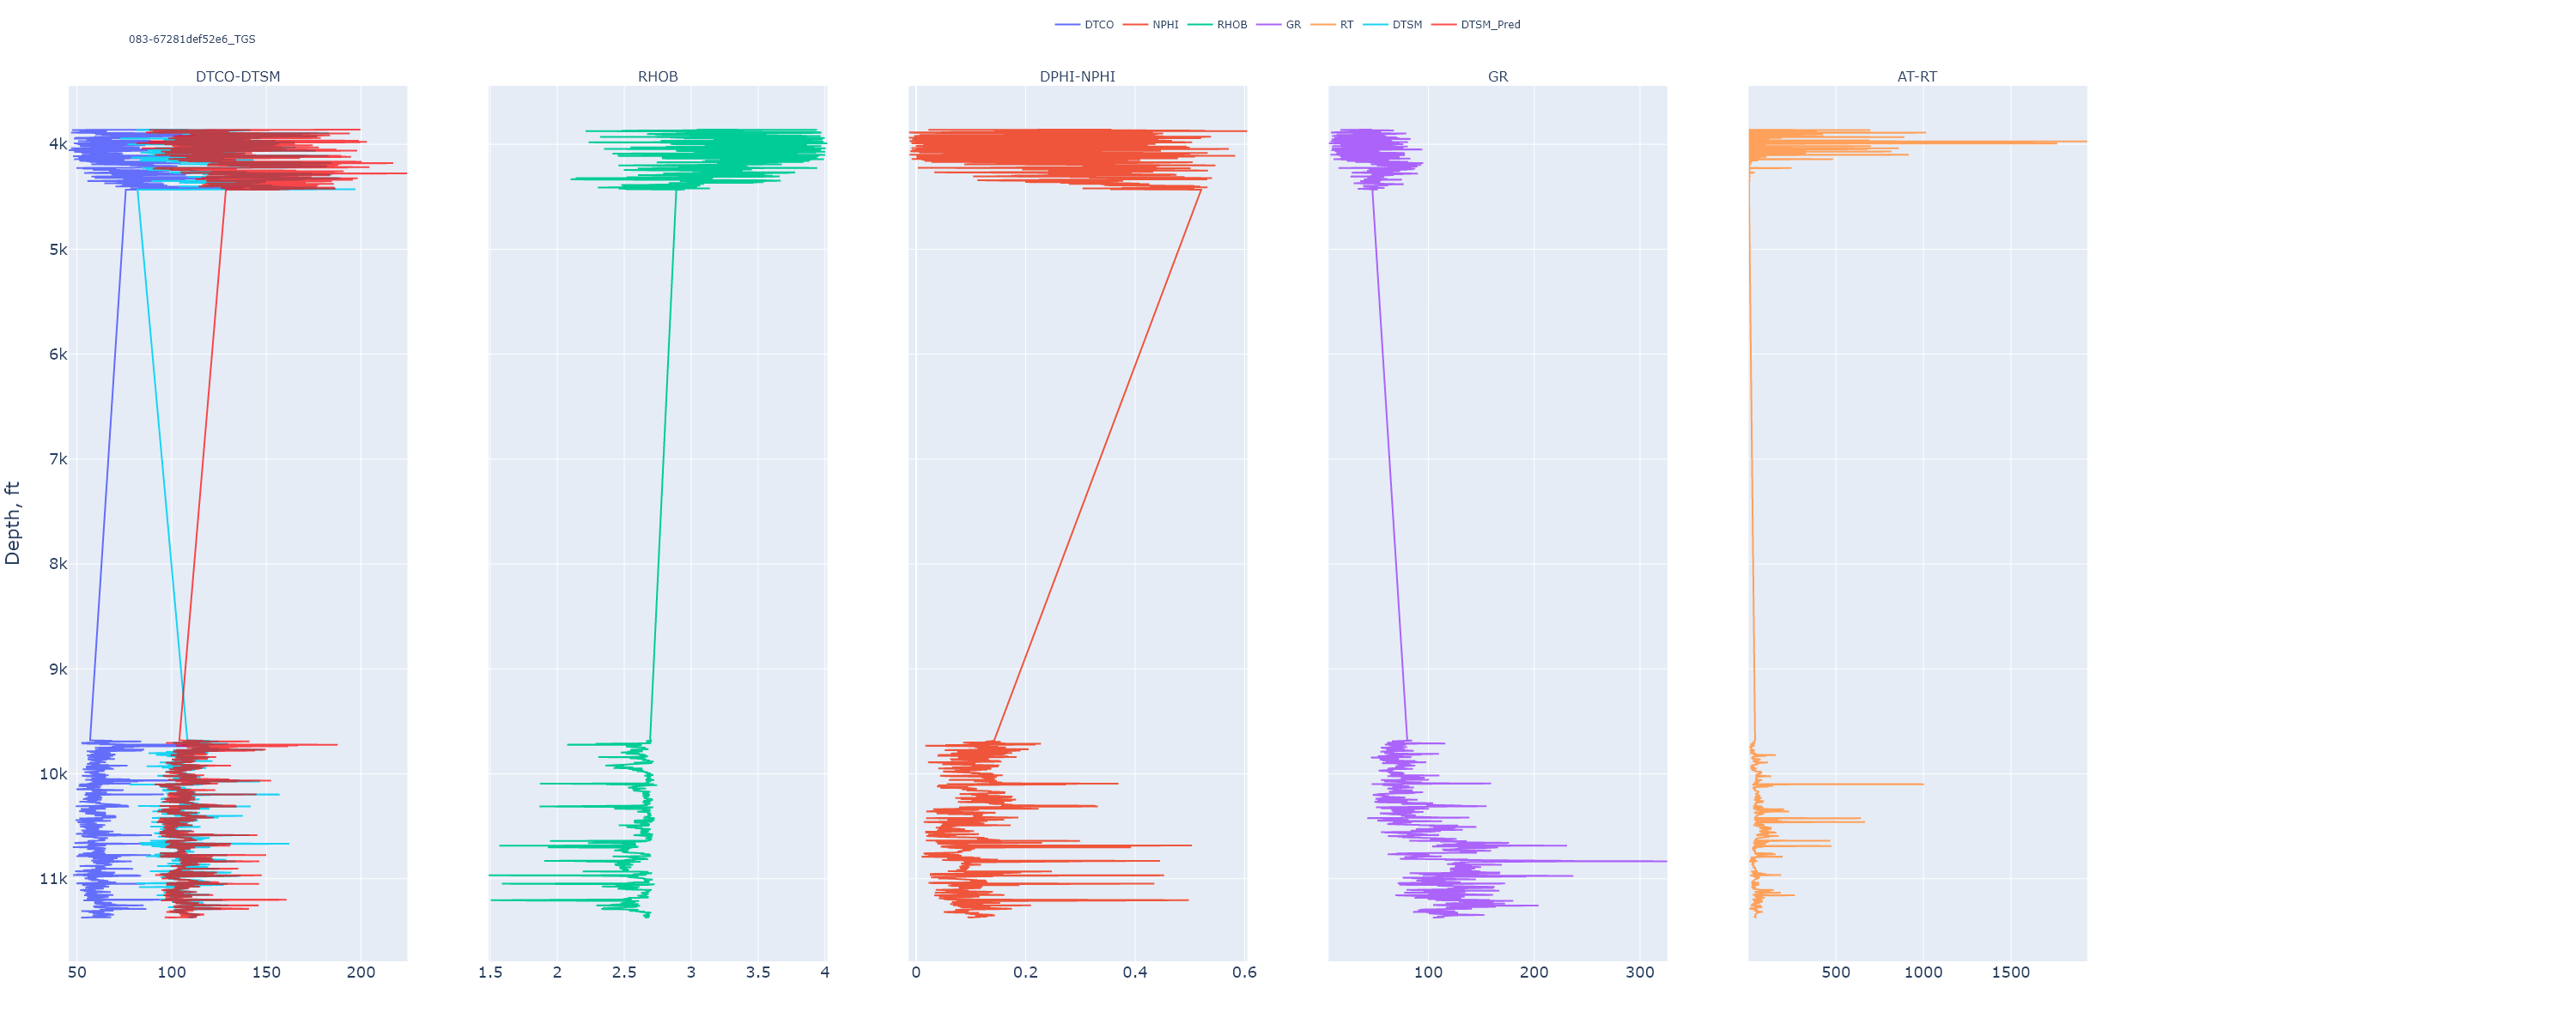 DTCO NPHI RHOB GR RT DTSM DTSM_Pred
083-67281def52e6_TGS
DTCO-DTSM RHOB DPHI-NPHI GR AT-RT
4k
5k
6k
7k
Depth, ft
8k
9k
10k
11k
50 100 150 200 1.5 2 2.5 3 3.5 4 0 0.2 0.4 0.6 100 200 300 500 1000 1500